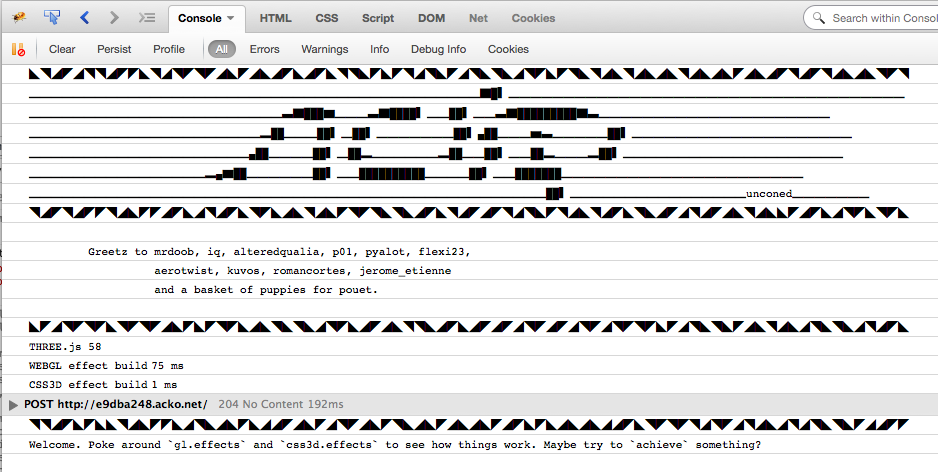 Console HTML CSS Script DOM Net Cookies Search within Consol
Clear Persist Profile All Errors Warnings Info Debug Info Cookies
unconed
Greetz to mrdoob, iq, alteredqualia, p01, pyalot, flexi23,
aerotwist, kuvos, romancortes, jerome_etienne
and a basket of puppies for pouet.
THREE.js 58
WEBGL effect build 75 ms
CSS3D effect build 1 ms
POST http://e9dba248.acko.net/ 204 No Content 192ms
Welcome. Poke around `gl.effects` and `css3d.effects` to see how things work. Maybe try to `achieve` something?